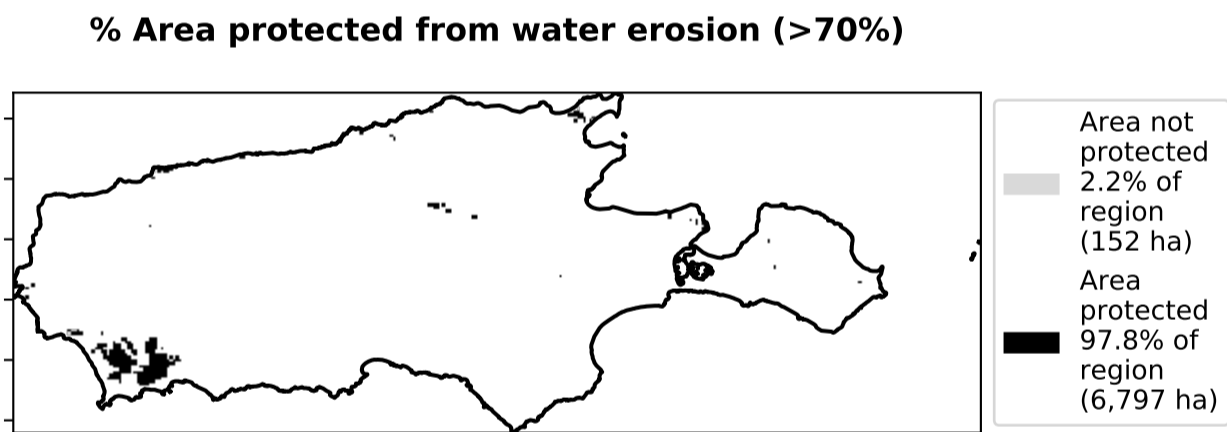 % Area protected from water erosion (>70%)
Area not
protected
2.2% of
region
(152 ha)
Area
protected
97.8% of
region
(6,797 ha)